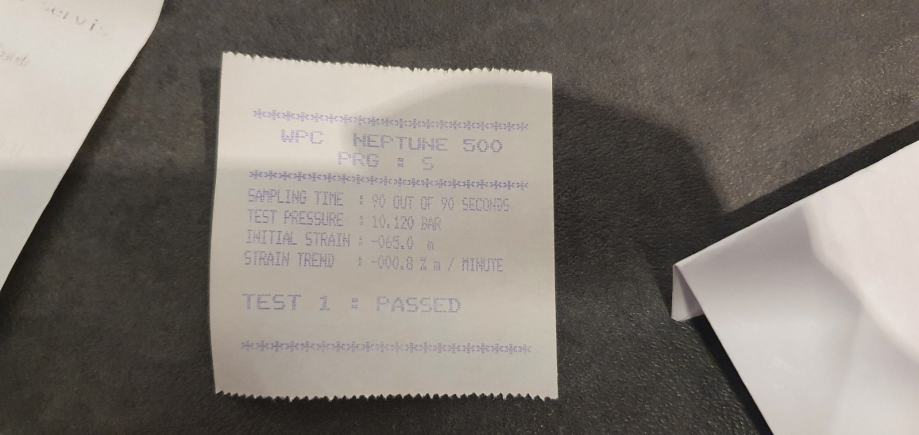 servis
****************************
WPC NEPTUNE 500
PRG : S
****************************
SAMPLING TIME : 90 OUT OF 90 SECONDS
TEST PRESSURE : 10.120 BAR
INITIAL STRAIN : -065.0 m
STRAIN TREND : -000.8 % m / MINUTE
TEST 1 : PASSED
****************************